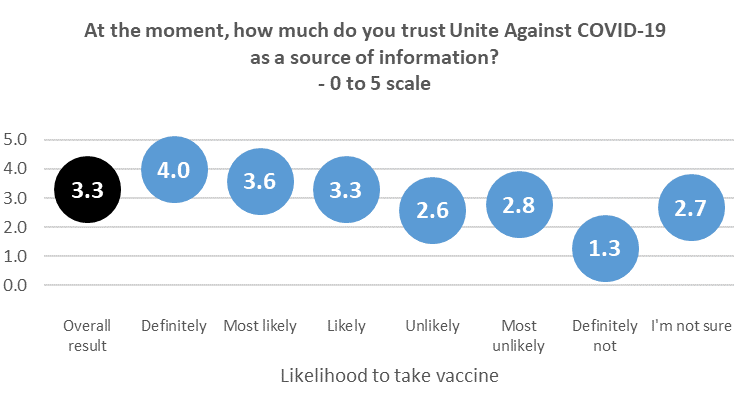 At the moment, how much do you trust Unite Against COVID-19
as a source of information?
- 0 to 5 scale
5.0
4.0
3.0
2.0
1.0
0.0
3.3
4.0
3.6
3.3
2.6
2.8
1.3
2.7
Overall
result
Definitely
Most likely
Likely
Unlikely
Most
unlikely
Definitely
not
I'm not sure
Likelihood to take vaccine